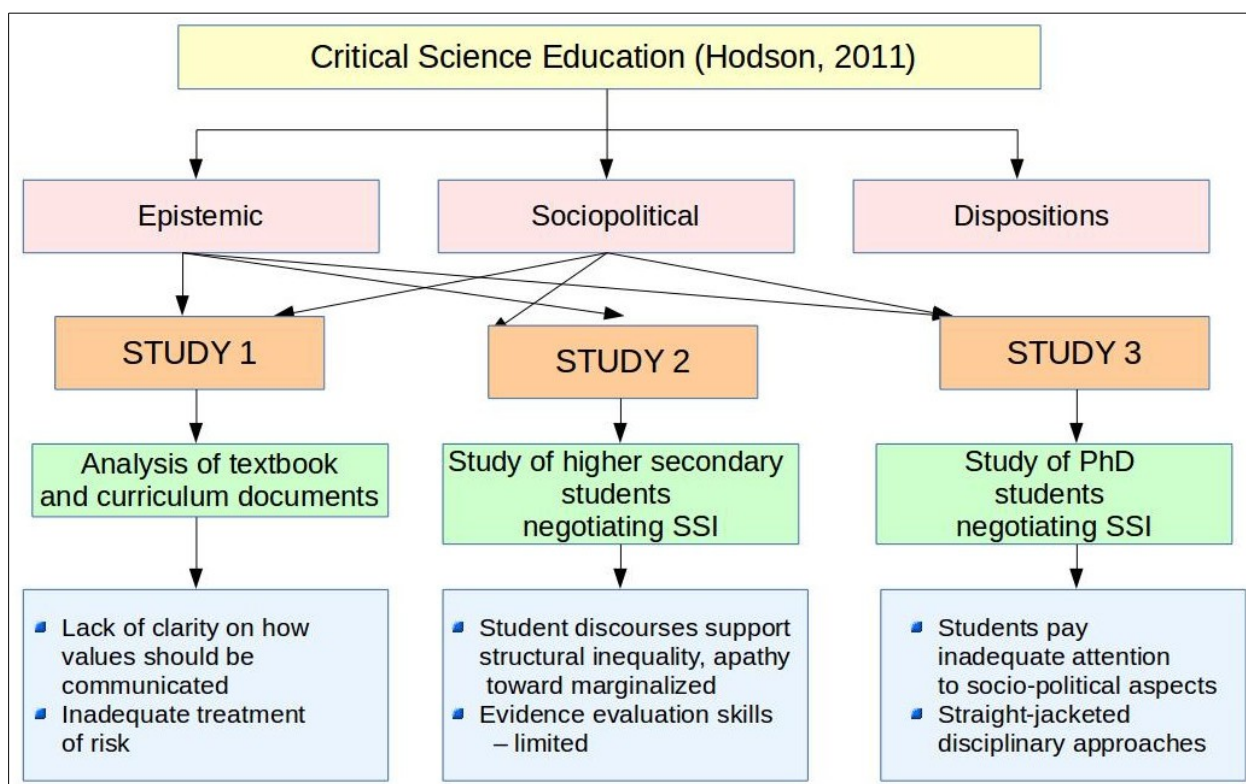 Critical Science Education (Hodson, 2011)
Epistemic
Sociopolitical
Dispositions
STUDY 1
STUDY 2
STUDY 3
Analysis of textbook
and curriculum documents
Study of higher secondary
students
negotiating SSI
Study of PhD
students
negotiating SSI
Lack of clarity on how
values should be
communicated
Inadequate treatment
of risk
Student discourses support
structural inequality, apathy
toward marginalized
Evidence evaluation skills
– limited
Students pay
inadequate attention
to socio-political aspects
Straight-jacketed
disciplinary approaches